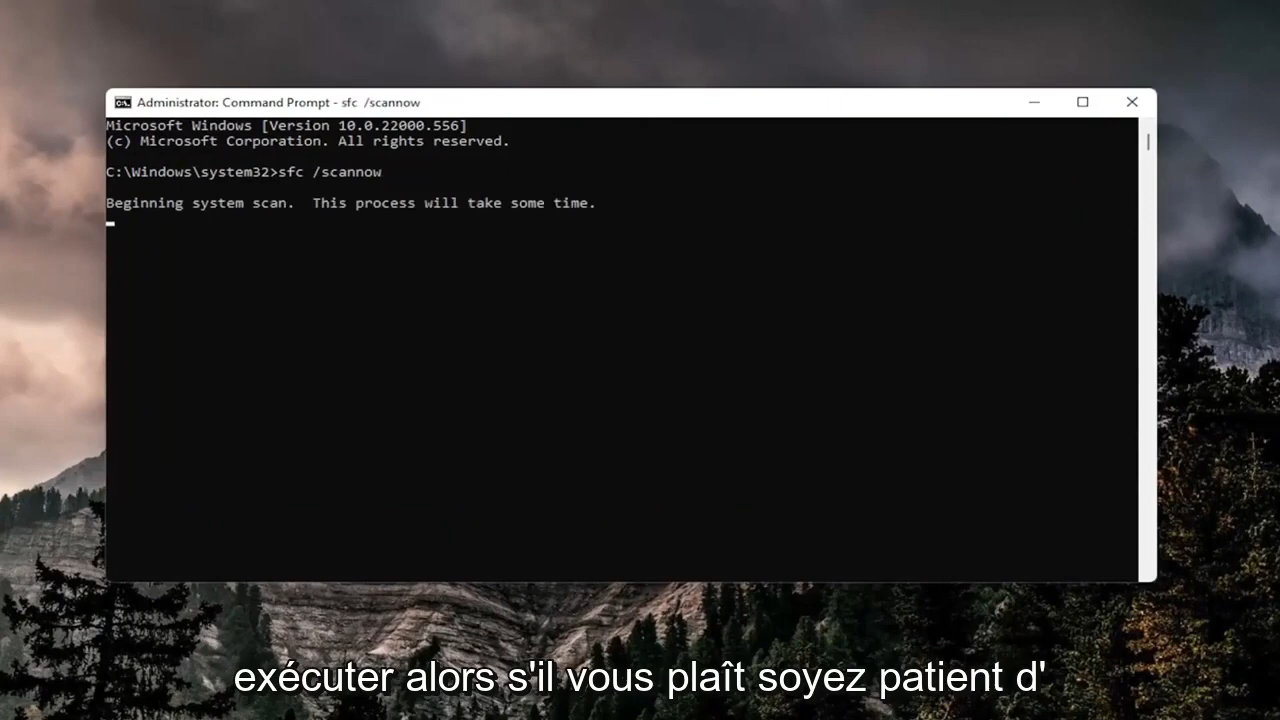 Administrator: Command Prompt - sfc  /scannow
Microsoft Windows [Version 10.0.22000.556]
(c) Microsoft Corporation. All rights reserved.
C:\Windows\system32>sfc /scannow
Beginning system scan.  This process will take some time.
exécuter alors s'il vous plaît soyez patient d'